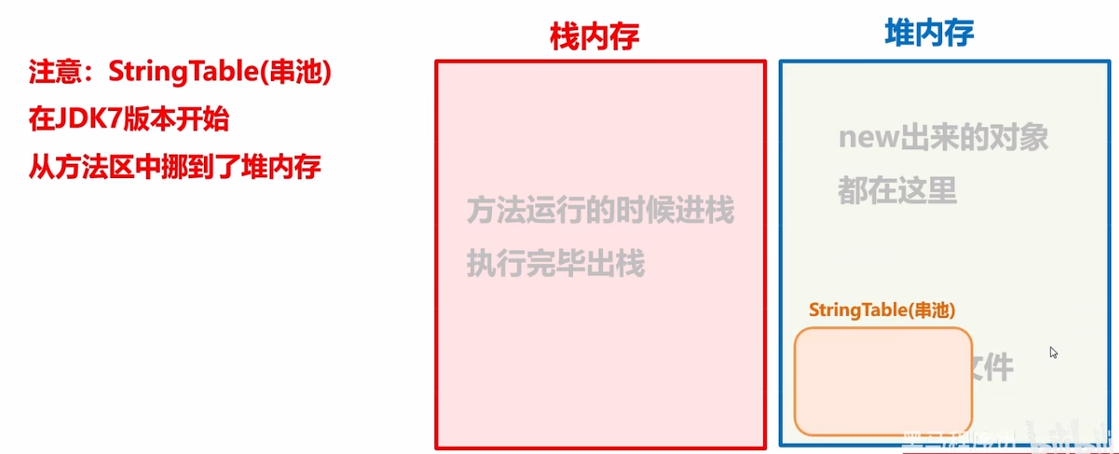 栈内存
堆内存
注意：StringTable(串池)
在JDK7版本开始
从方法区中挪到了堆内存
方法运行的时候进栈
执行完毕出栈
new出来的对象
都在这里
StringTable(串池)
文件